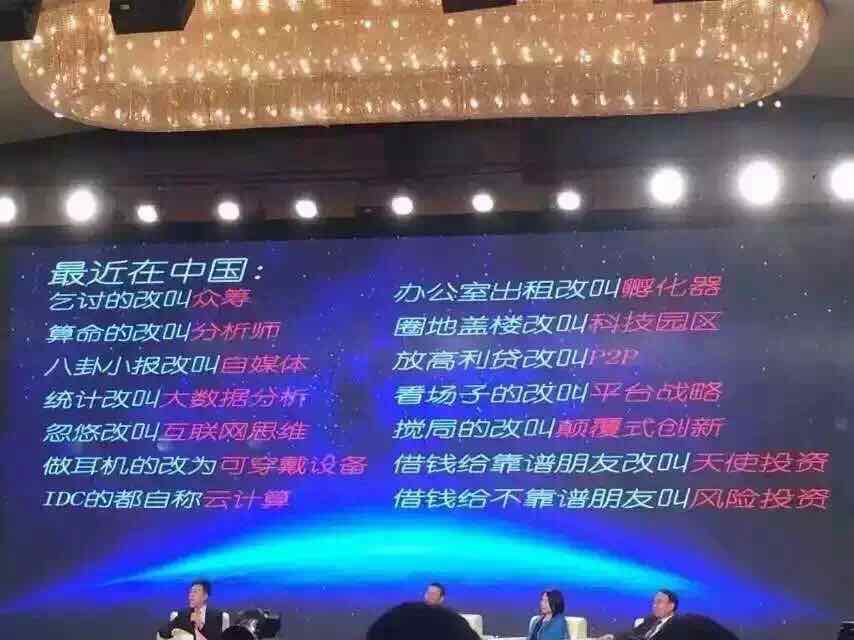 最近在中国：
乞讨的改叫众筹
算命的改叫分析师
八卦小报改叫自媒体
统计改叫大数据分析
忽悠改叫互联网思维
做耳机的改为可穿戴设备
IDC的都自称云计算
办公室出租改叫孵化器
圈地盖楼改叫科技园区
放高利贷改叫P2P
看场子的改叫平台战略
搅局的改叫颠覆式创新
借钱给靠谱朋友改叫天使投资
借钱给不靠谱朋友叫风险投资